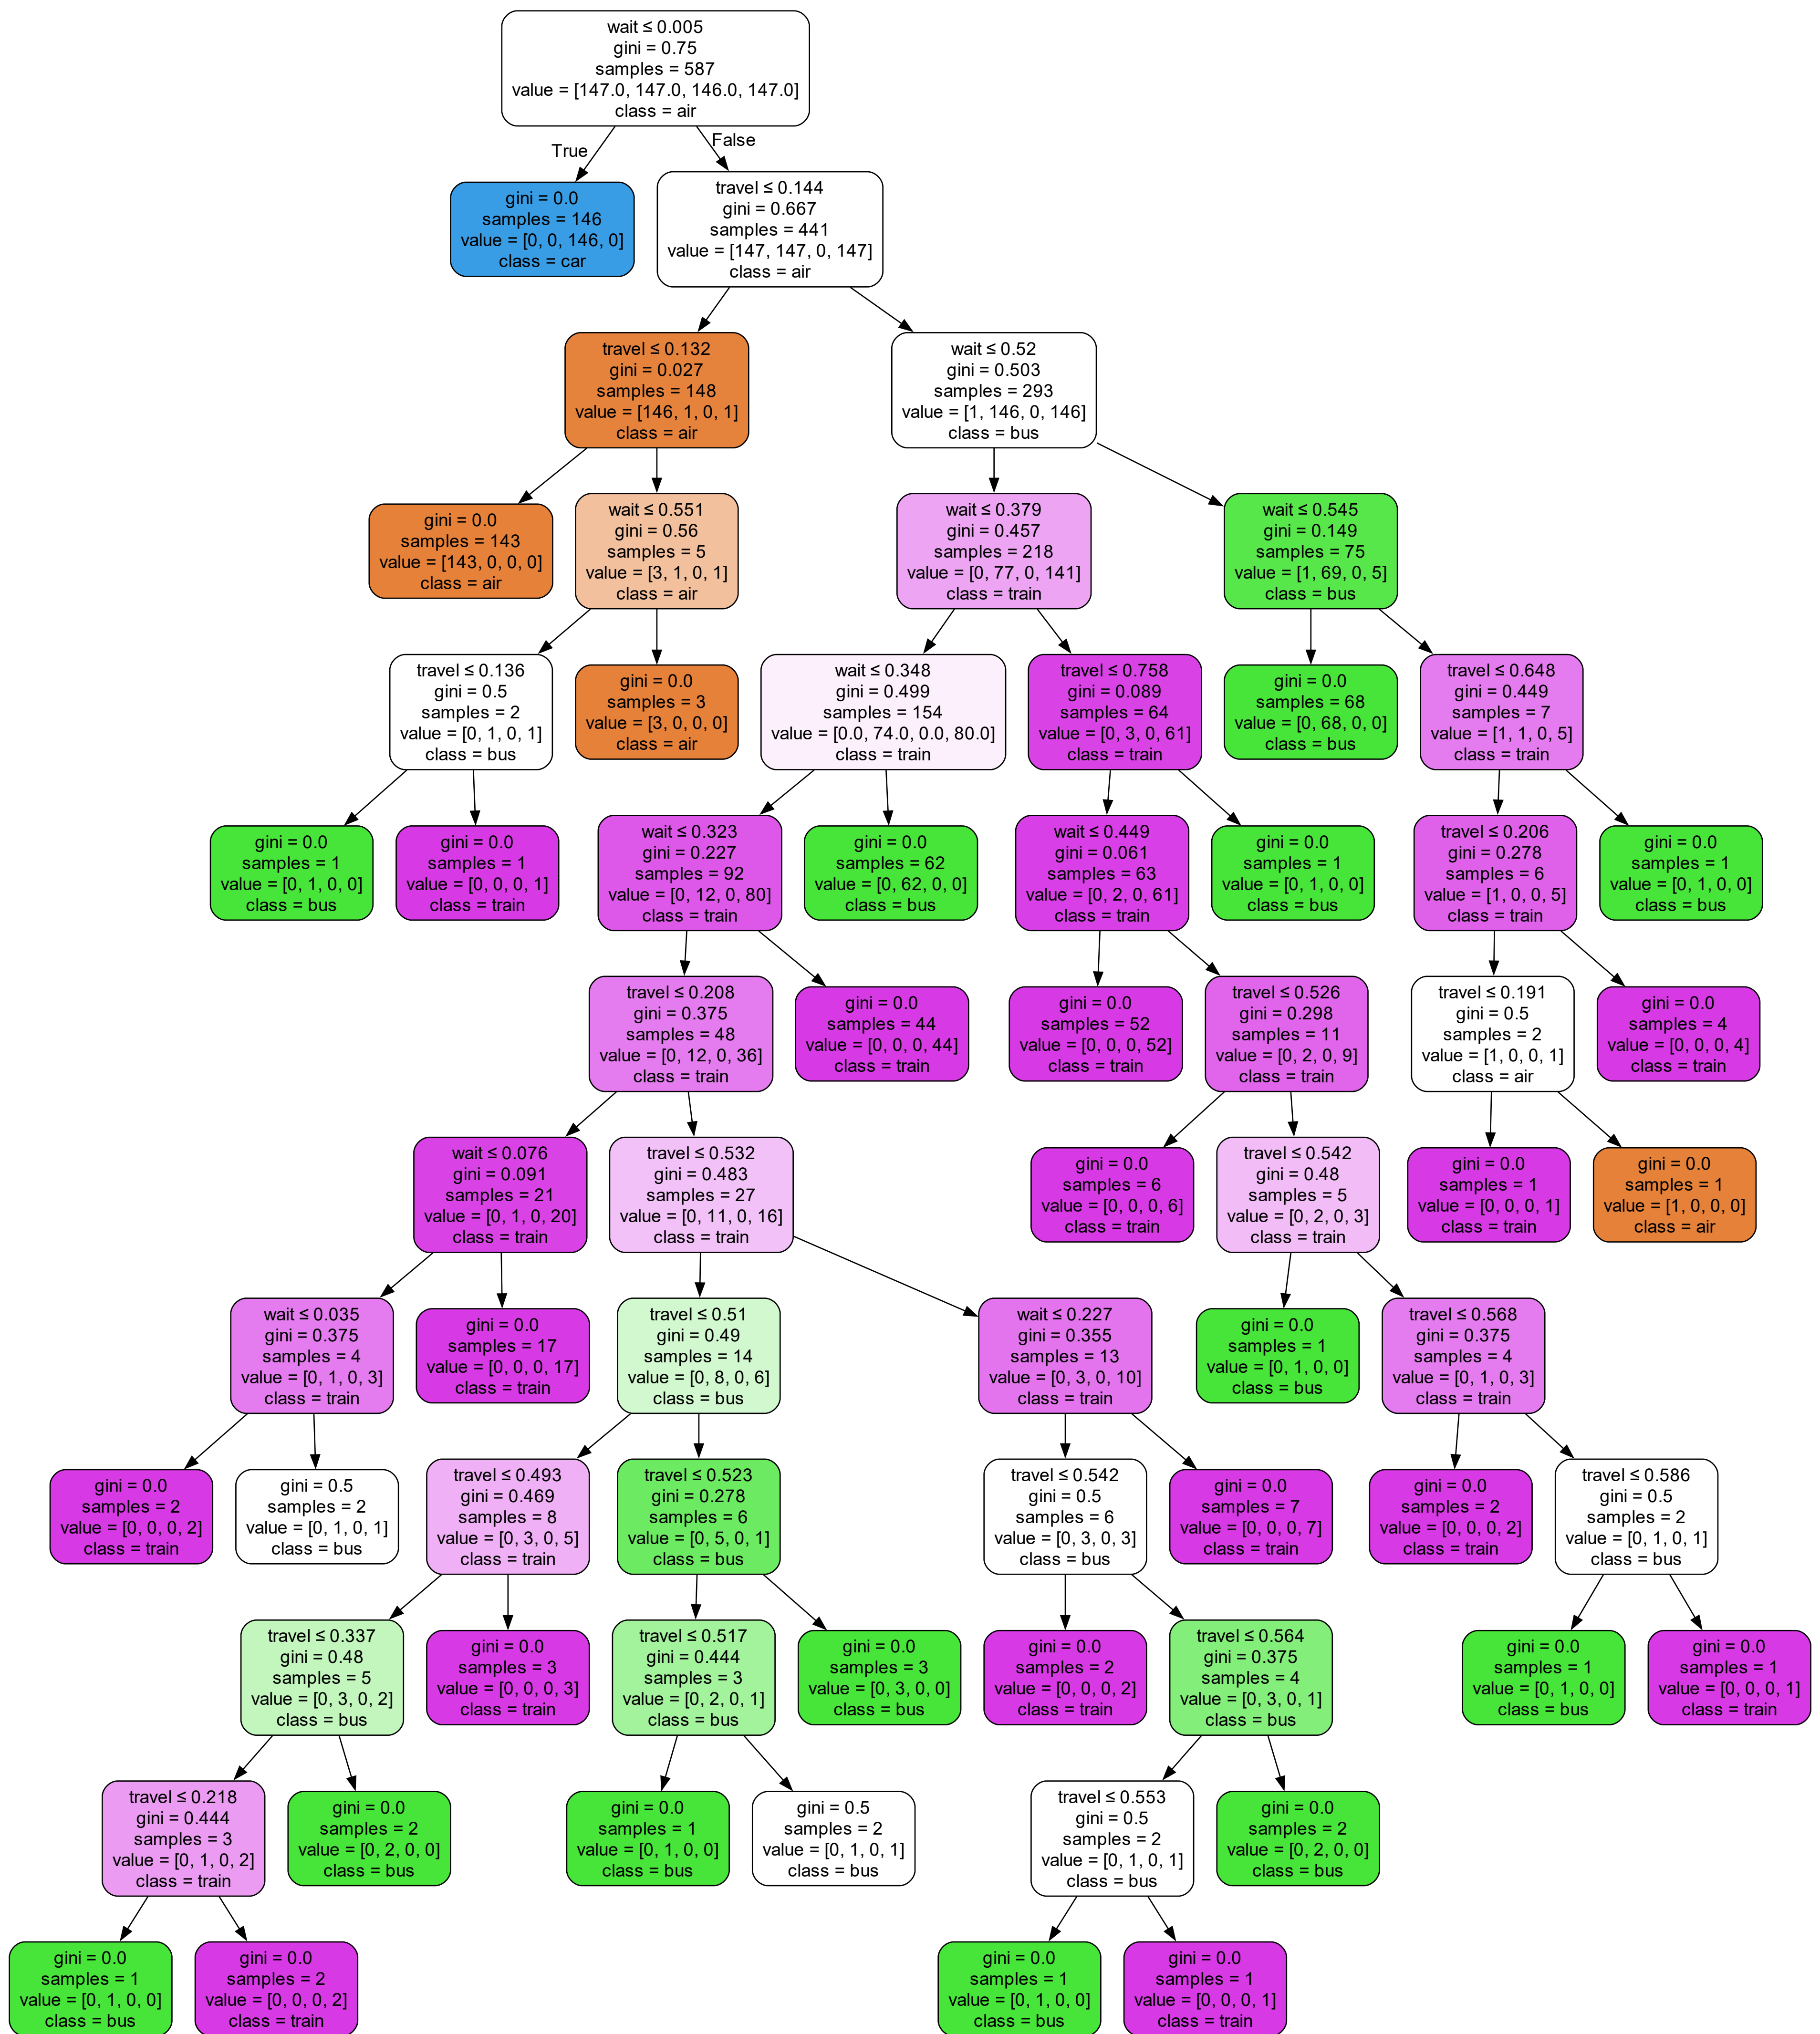 wait ≤ 0.005
gini = 0.75
samples = 587
value = [147.0, 147.0, 146.0, 147.0]
class = air
True
False
gini = 0.0
samples = 146
value = [0, 0, 146, 0]
class = car
travel ≤ 0.144
gini = 0.667
samples = 441
value = [147, 147, 0, 147]
class = air
travel ≤ 0.132
gini = 0.027
samples = 148
value = [146, 1, 0, 1]
class = air
wait ≤ 0.52
gini = 0.503
samples = 293
value = [1, 146, 0, 146]
class = bus
gini = 0.0
samples = 143
value = [143, 0, 0, 0]
class = air
wait ≤ 0.551
gini = 0.56
samples = 5
value = [3, 1, 0, 1]
class = air
wait ≤ 0.379
gini = 0.457
samples = 218
value = [0, 77, 0, 141]
class = train
wait ≤ 0.545
gini = 0.149
samples = 75
value = [1, 69, 0, 5]
class = bus
travel ≤ 0.136
gini = 0.5
samples = 2
value = [0, 1, 0, 1]
class = bus
gini = 0.0
samples = 3
value = [3, 0, 0, 0]
class = air
wait ≤ 0.348
gini = 0.499
samples = 154
value = [0.0, 74.0, 0.0, 80.0]
class = train
travel ≤ 0.758
gini = 0.089
samples = 64
value = [0, 3, 0, 61]
class = train
gini = 0.0
samples = 68
value = [0, 68, 0, 0]
class = bus
travel ≤ 0.648
gini = 0.449
samples = 7
value = [1, 1, 0, 5]
class = train
gini = 0.0
samples = 1
value = [0, 1, 0, 0]
class = bus
gini = 0.0
samples = 1
value = [0, 0, 0, 1]
class = train
wait ≤ 0.323
gini = 0.227
samples = 92
value = [0, 12, 0, 80]
class = train
gini = 0.0
samples = 62
value = [0, 62, 0, 0]
class = bus
wait ≤ 0.449
gini = 0.061
samples = 63
value = [0, 2, 0, 61]
class = train
gini = 0.0
samples = 1
value = [0, 1, 0, 0]
class = bus
travel ≤ 0.206
gini = 0.278
samples = 6
value = [1, 0, 0, 5]
class = train
gini = 0.0
samples = 1
value = [0, 1, 0, 0]
class = bus
travel ≤ 0.208
gini = 0.375
samples = 48
value = [0, 12, 0, 36]
class = train
gini = 0.0
samples = 44
value = [0, 0, 0, 44]
class = train
gini = 0.0
samples = 52
value = [0, 0, 0, 52]
class = train
travel ≤ 0.526
gini = 0.298
samples = 11
value = [0, 2, 0, 9]
class = train
travel ≤ 0.191
gini = 0.5
samples = 2
value = [1, 0, 0, 1]
class = air
gini = 0.0
samples = 4
value = [0, 0, 0, 4]
class = train
wait ≤ 0.076
gini = 0.091
samples = 21
value = [0, 1, 0, 20]
class = train
travel ≤ 0.532
gini = 0.483
samples = 27
value = [0, 11, 0, 16]
class = train
gini = 0.0
samples = 6
value = [0, 0, 0, 6]
class = train
travel ≤ 0.542
gini = 0.48
samples = 5
value = [0, 2, 0, 3]
class = train
gini = 0.0
samples = 1
value = [0, 0, 0, 1]
class = train
gini = 0.0
samples = 1
value = [1, 0, 0, 0]
class = air
wait ≤ 0.035
gini = 0.375
samples = 4
value = [0, 1, 0, 3]
class = train
gini = 0.0
samples = 17
value = [0, 0, 0, 17]
class = train
travel ≤ 0.51
gini = 0.49
samples = 14
value = [0, 8, 0, 6]
class = bus
wait ≤ 0.227
gini = 0.355
samples = 13
value = [0, 3, 0, 10]
class = train
gini = 0.0
samples = 1
value = [0, 1, 0, 0]
class = bus
travel ≤ 0.568
gini = 0.375
samples = 4
value = [0, 1, 0, 3]
class = train
gini = 0.0
samples = 2
value = [0, 0, 0, 2]
class = train
gini = 0.5
samples = 2
value = [0, 1, 0, 1]
class = bus
travel ≤ 0.493
gini = 0.469
samples = 8
value = [0, 3, 0, 5]
class = train
travel ≤ 0.523
gini = 0.278
samples = 6
value = [0, 5, 0, 1]
class = bus
travel ≤ 0.542
gini = 0.5
samples = 6
value = [0, 3, 0, 3]
class = bus
gini = 0.0
samples = 7
value = [0, 0, 0, 7]
class = train
gini = 0.0
samples = 2
value = [0, 0, 0, 2]
class = train
travel ≤ 0.586
gini = 0.5
samples = 2
value = [0, 1, 0, 1]
class = bus
travel ≤ 0.337
gini = 0.48
samples = 5
value = [0, 3, 0, 2]
class = bus
gini = 0.0
samples = 3
value = [0, 0, 0, 3]
class = train
travel ≤ 0.517
gini = 0.444
samples = 3
value = [0, 2, 0, 1]
class = bus
gini = 0.0
samples = 3
value = [0, 3, 0, 0]
class = bus
gini = 0.0
samples = 2
value = [0, 0, 0, 2]
class = train
travel ≤ 0.564
gini = 0.375
samples = 4
value = [0, 3, 0, 1]
class = bus
gini = 0.0
samples = 1
value = [0, 1, 0, 0]
class = bus
gini = 0.0
samples = 1
value = [0, 0, 0, 1]
class = train
travel ≤ 0.218
gini = 0.444
samples = 3
value = [0, 1, 0, 2]
class = train
gini = 0.0
samples = 2
value = [0, 2, 0, 0]
class = bus
gini = 0.0
samples = 1
value = [0, 1, 0, 0]
class = bus
gini = 0.5
samples = 2
value = [0, 1, 0, 1]
class = bus
travel ≤ 0.553
gini = 0.5
samples = 2
value = [0, 1, 0, 1]
class = bus
gini = 0.0
samples = 2
value = [0, 2, 0, 0]
class = bus
gini = 0.0
samples = 1
value = [0, 1, 0, 0]
class = bus
gini = 0.0
samples = 2
value = [0, 0, 0, 2]
class = train
gini = 0.0
samples = 1
value = [0, 1, 0, 0]
class = bus
gini = 0.0
samples = 1
value = [0, 0, 0, 1]
class = train